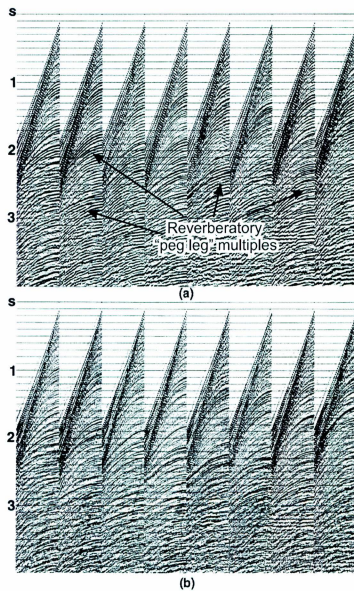 s
1
2
3
Reverberatory
"peg leg" multiples
(a)
s
1
2
3
(b)